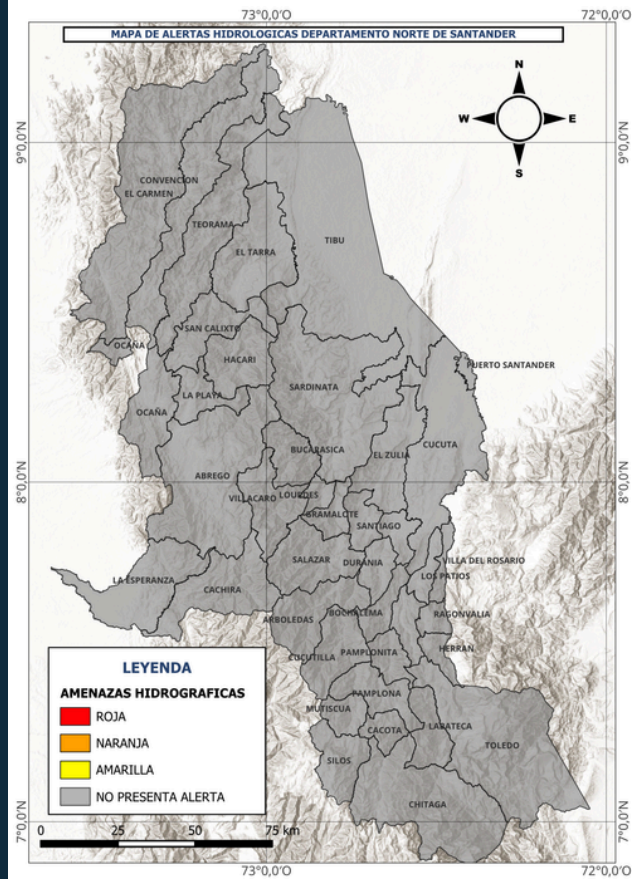 73°0,0'O
72°0,0'O
MAPA DE ALERTAS HIDROLOGICAS DEPARTAMENTO NORTE DE SANTANDER
N
W
E
S
9°0,0'N
9°0,0'N
CONVENCION
EL CARMEN
TEORAMA
TIBU
EL TARRA
SAN CALIXTO
OCAÑA
HACARI
PUERTO SANTANDER
SARDINATA
LA PLAYA
OCAÑA
CUCUTA
BUCARASICA
EL ZULIA
ABREGO
8°0,0'N
8°0,0'N
VILLACARO
LOURDES
GRAMALOTE
SANTIAGO
SALAZAR
DURANIA
VILLA DEL ROSARIO
LOS PATIOS
LA ESPERANZA
CACHIRA
ARBOLEDAS
BOCHALEMA
RAGONVALIA
HERRAN
CUCUTILLA
PAMPLONITA
PAMPLONA
MUTISCUA
CACOTA
LABATECA
TOLEDO
SILOS
CHITAGA
LEYENDA
AMENAZAS HIDROGRAFICAS
ROJA
NARANJA
AMARILLA
NO PRESENTA ALERTA
7°0,0'N
7°0,0'N
0 25 50 75 km
73°0,0'O
72°0,0'O